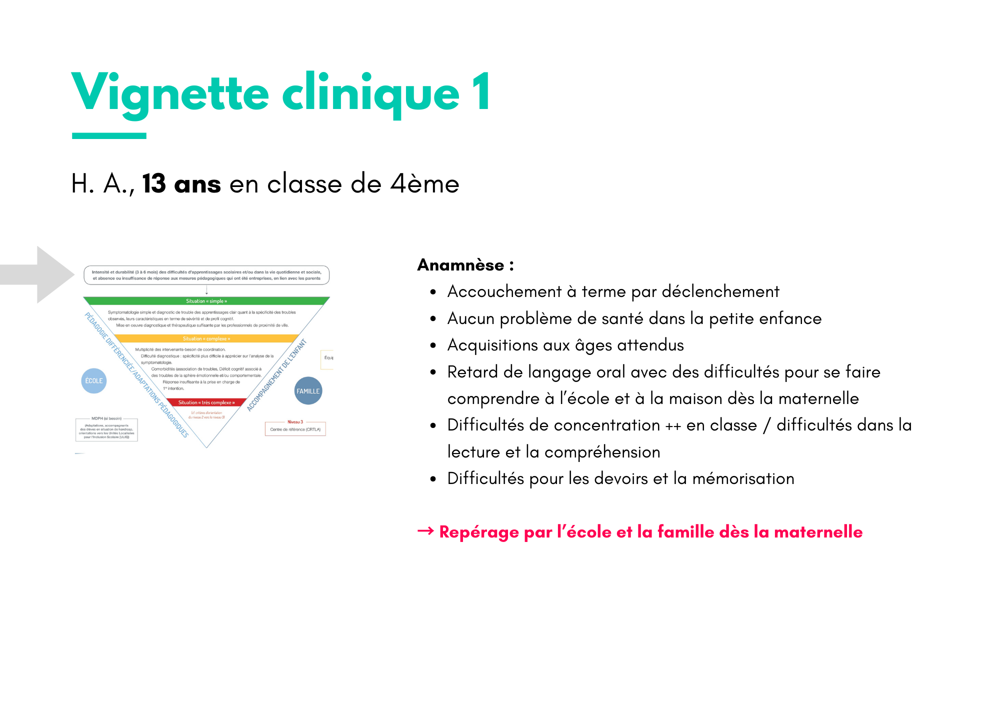 Vignette clinique 1
H. A., 13 ans en classe de 4ème
Intensité et durabilité (3 à 6 mois) des difficultés d'apprentissages scolaires et/ou dans la vie quotidienne et sociale,
et absence ou insuffisance de réponse aux mesures pédagogiques qui ont été entreprises, en lien avec les parents
Situation « simple »
Symptomatologie simple et diagnostic de trouble des apprentissages clair quant à la spécificité des troubles
observés, leurs caractéristiques en terme de sévérité et de profil cognitif.
Mise en oeuvre diagnostique et thérapeutique suffisante par les professionnels de proximité de ville.
Situation « complexe »
Multiplicité des intervenants-besoin de coordination.
Difficulté diagnostique : spécificité plus difficile à apprécier sur l'analyse de la
symptomatologie.
Comorbidités (association de troubles, Déficit cognitif associé à
des troubles de la sphère émotionnelle et/ou comportementale.
Réponse insuffisante à la prise en charge de
1re intention.
Situation « très complexe »
(cf. critères d'orientation
du niveau 2 vers le niveau 3)
PÉDAGOGIE DIFFÉRENCIÉE/ADAPTATIONS PÉDAGOGIQUES
ACCOMPAGNEMENT DE L'ENFANT
ÉCOLE
FAMILLE
Équip
MDPH (si besoin)
(Adaptations, accompagnants
des élèves en situation de handicap,
orientations vers les Unités Localisées
pour l'Inclusion Scolaire [ULIS])
Niveau 3
Centre de référence (CRTLA)
Anamnèse :
• Accouchement à terme par déclenchement
• Aucun problème de santé dans la petite enfance
• Acquisitions aux âges attendus
• Retard de langage oral avec des difficultés pour se faire
comprendre à l'école et à la maison dès la maternelle
• Difficultés de concentration ++ en classe / difficultés dans la
lecture et la compréhension
• Difficultés pour les devoirs et la mémorisation
→ Repérage par l'école et la famille dès la maternelle